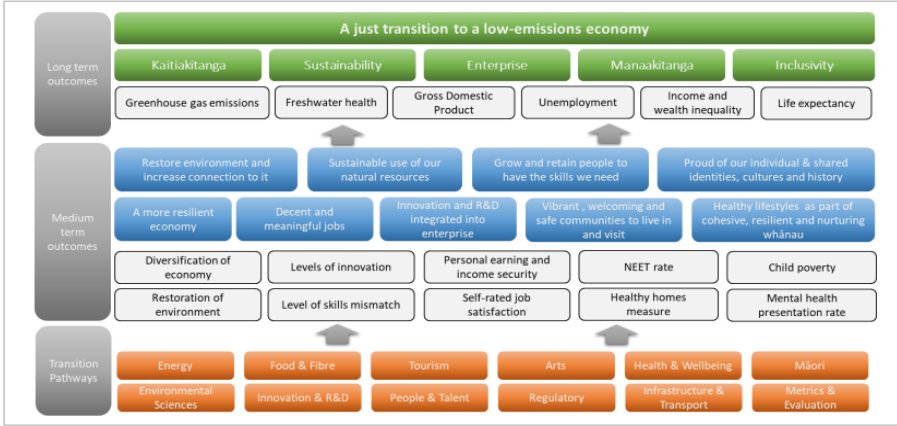 A just transition to a low-emissions economy
Long term
outcomes
Kaitiakitanga
Sustainability
Enterprise
Manaakitanga
Inclusivity
Greenhouse gas emissions
Freshwater health
Gross Domestic
Product
Unemployment
Income and
wealth inequality
Life expectancy
Medium
term
outcomes
Restore environment and
increase connection to it
Sustainable use of our
natural resources
Grow and retain people to
have the skills we need
Proud of our individual & shared
identities, cultures and history
A more resilient
economy
Decent and
meaningful jobs
Innovation and R&D
integrated into
enterprise
Vibrant , welcoming and
safe communities to live in
and visit
Healthy lifestyles as part of
cohesive, resilient and nurturing
whānau
Diversification of
economy
Levels of innovation
Personal earning and
income security
NEET rate
Child poverty
Restoration of
environment
Level of skills mismatch
Self-rated job
satisfaction
Healthy homes
measure
Mental health
presentation rate
Transition
Pathways
Energy
Food & Fibre
Tourism
Arts
Health & Wellbeing
Māori
Environmental
Sciences
Innovation & R&D
People & Talent
Regulatory
Infrastructure &
Transport
Metrics &
Evaluation